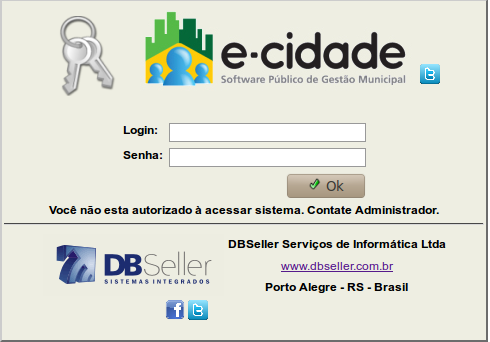 e-cidade
Software Público de Gestão Municipal
Login:
Senha:
Ok
Você não esta autorizado à acessar sistema. Contate Administrador.
DBSeller
SISTEMAS INTEGRADOS
DBSeller Serviços de Informática Ltda
www.dbseller.com.br
Porto Alegre - RS - Brasil